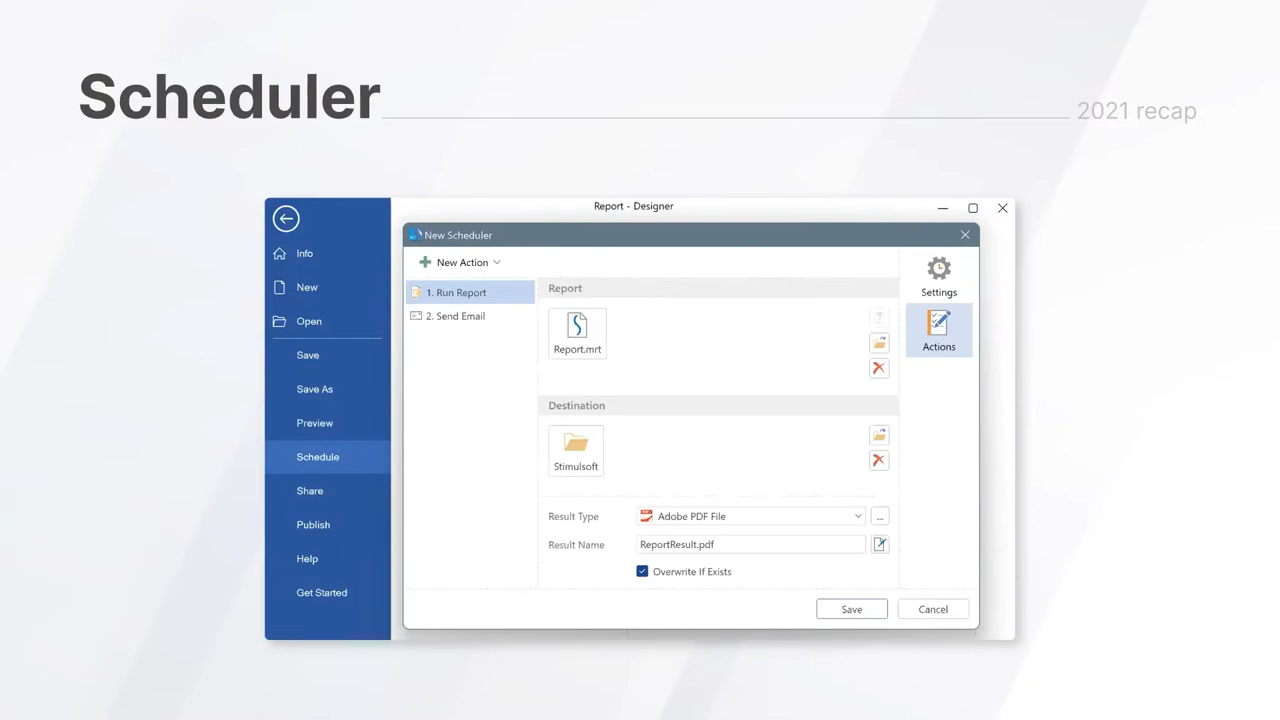 Scheduler
2021 recap
Report - Designer
Info
New
Open
Save
Save As
Preview
Schedule
Share
Publish
Help
Get Started
New Scheduler
New Action
1. Run Report
2. Send Email
Report
Report.mrt
Destination
Stimulsoft
Result Type
Adobe PDF File
...
Result Name
ReportResult.pdf
Overwrite If Exists
Settings
Actions
Save
Cancel